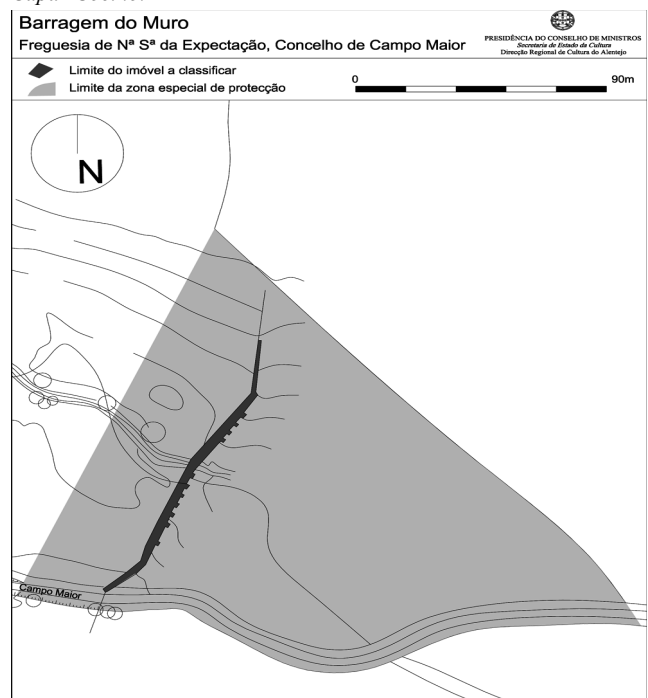 Barragem do Muro
Freguesia de Nª Sª da Expectação, Concelho de Campo Maior
PRESIDÊNCIA DO CONSELHO DE MINISTROS
Secretaria de Estado da Cultura
Direcção Regional de Cultura do Alentejo
Limite do imóvel a classificar
Limite da zona especial de protecção
0 90m
N
Campo Maior